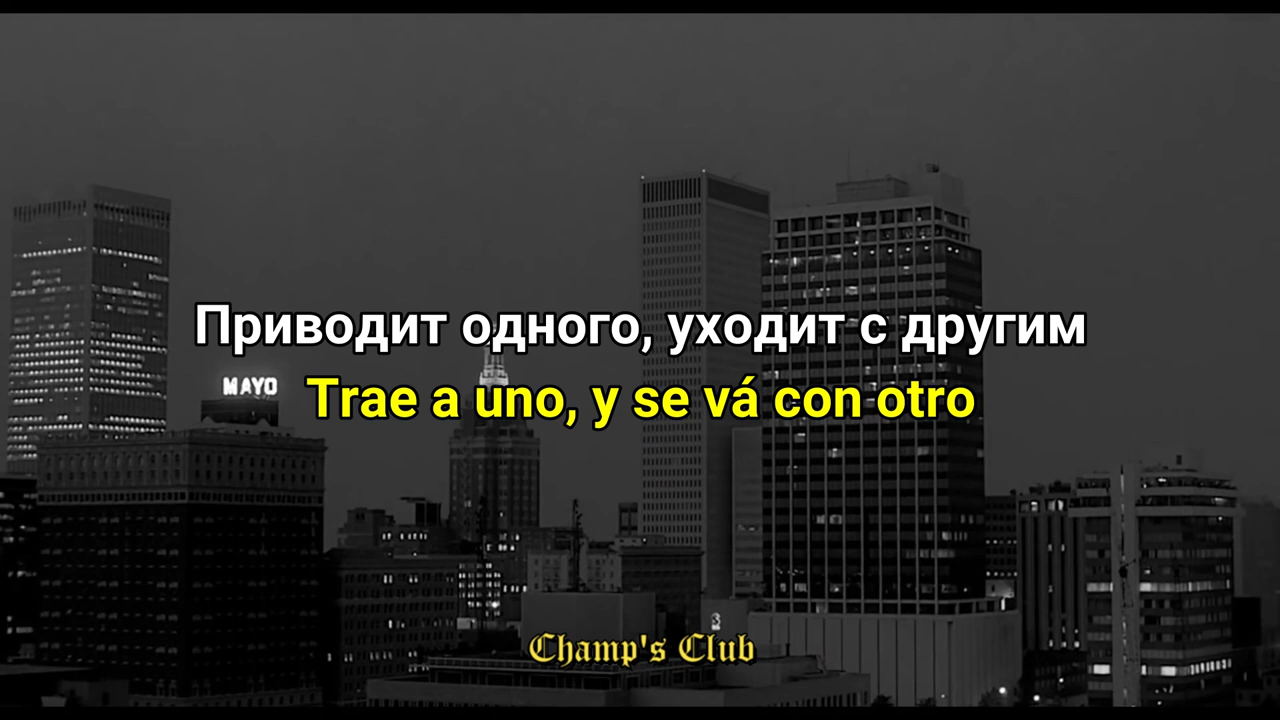 Приводит одного, уходит с другим
MAYO
Trae a uno, y se vá con otro
Champ's Club